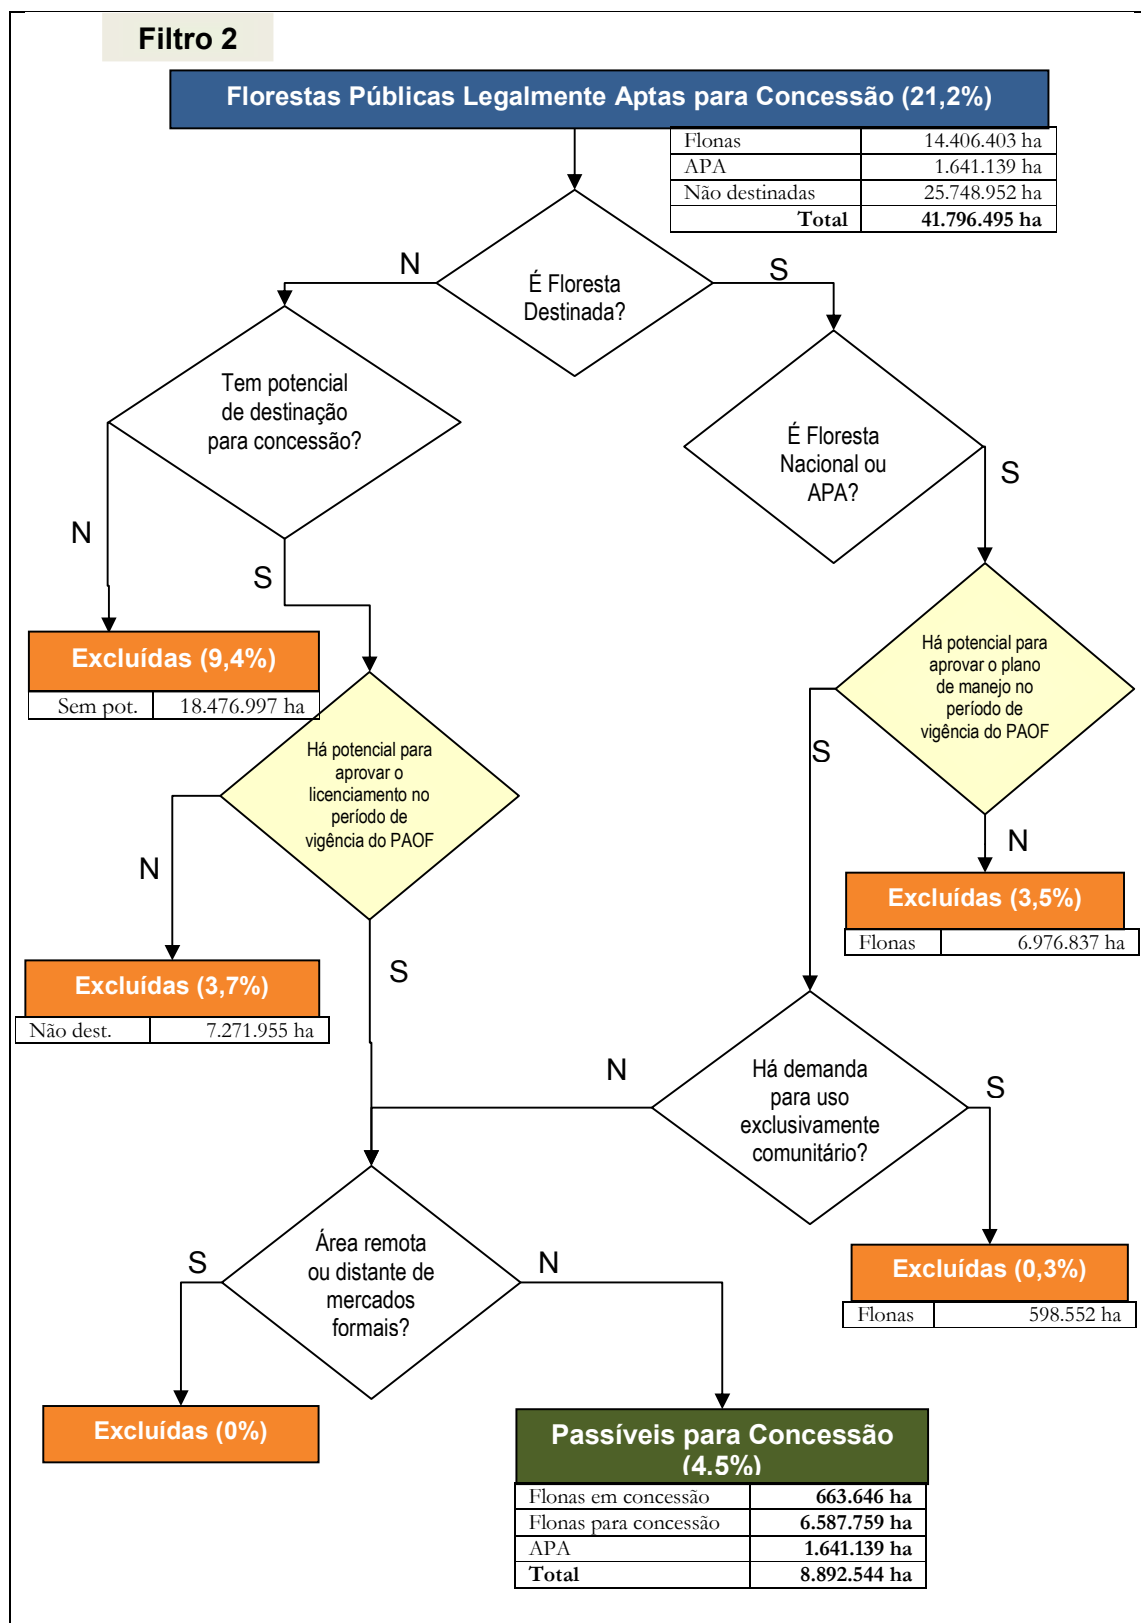 Filtro 2
Florestas Públicas Legalmente Aptas para Concessão (21,2%)
Flonas 14.406.403 ha
APA 1.641.139 ha
Não destinadas 25.748.952 ha
Total 41.796.495 ha
N
S
É Floresta
Destinada?
Tem potencial
de destinação
para concessão?
É Floresta
Nacional ou
APA?
S
N
S
Excluídas (9,4%)
Sem pot. 18.476.997 ha
Há potencial para
aprovar o plano
de manejo no
período de
vigência do PAOF
S
Há potencial para
aprovar o
licenciamento no
período de
vigência do PAOF
N
N
Excluídas (3,5%)
Flonas 6.976.837 ha
Excluídas (3,7%)
Não dest. 7.271.955 ha
S
N
Há demanda
para uso
exclusivamente
comunitário?
S
Área remota
ou distante de
mercados
formais?
S
N
Excluídas (0,3%)
Flonas 598.552 ha
Excluídas (0%)
Passíveis para Concessão
(4.5%)
Flonas em concessão 663.646 ha
Flonas para concessão 6.587.759 ha
APA 1.641.139 ha
Total 8.892.544 ha